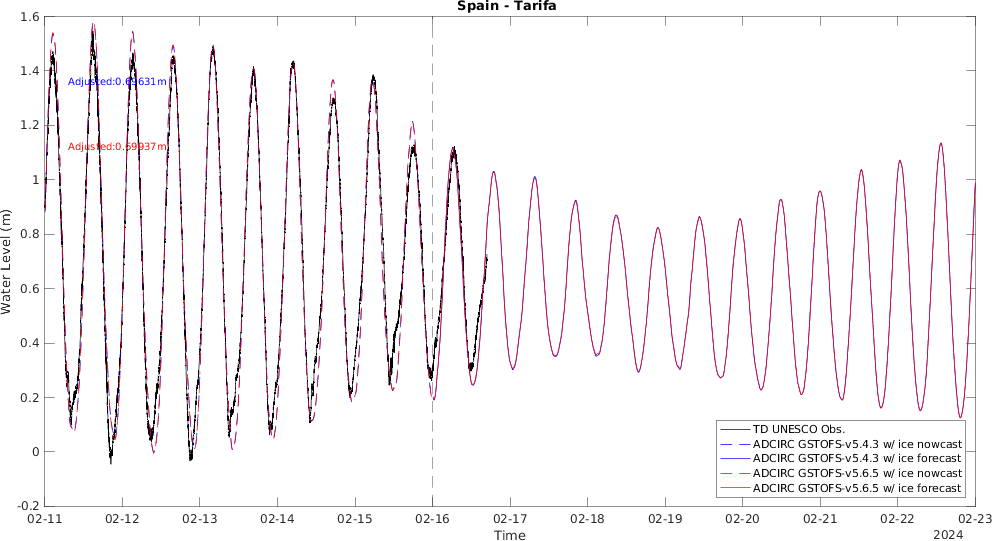 Spain - Tarifa
1.6
1.4
1.2
1
0.8
0.6
0.4
0.2
0
-0.2
Water Level (m)
Adjusted:0.69631m
Adjusted:0.69937m
TD UNESCO Obs.
ADCIRC GSTOFS-v5.4.3 w/ ice nowcast
ADCIRC GSTOFS-v5.4.3 w/ ice forecast
ADCIRC GSTOFS-v5.6.5 w/ ice nowcast
ADCIRC GSTOFS-v5.6.5 w/ ice forecast
02-11 02-12 02-13 02-14 02-15 02-16 02-17 02-18 02-19 02-20 02-21 02-22 02-23
Time
2024